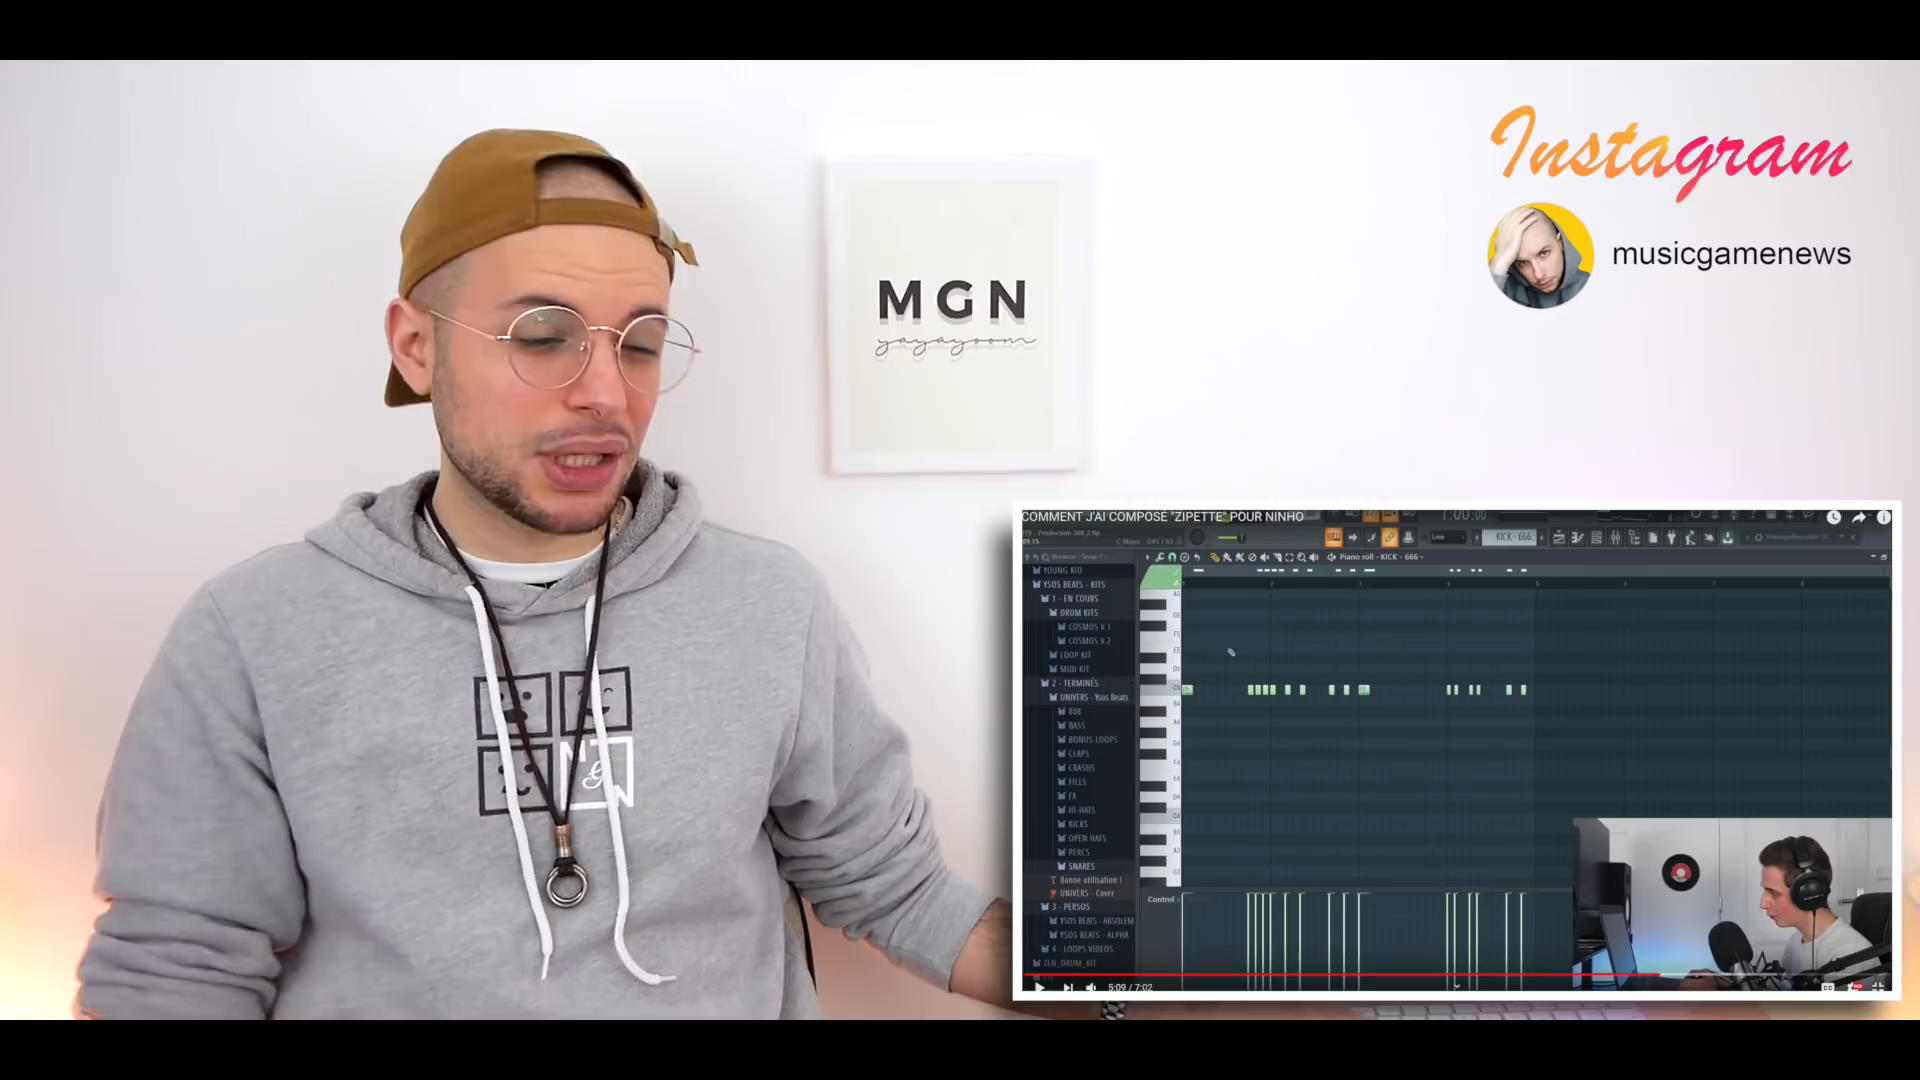 Instagram
musicgamenews
MGN
yayayoom
COMMENT J'AI COMPOSÉ "ZIPETTE" POUR NINHO
KICK - 666
Piano roll - KICK - 666
YOUNG KIO
YSOS BEATS - KITS
1 - EN COURS
DRUM KITS
COSMOS V.1
COSMOS V.2
LOOP KIT
MIDI KIT
2 - TERMINÉS
UNIVERS - Ysos Beats
808
BASS
BONUS LOOPS
CLAPS
CRASHS
FILLS
FX
HI-HATS
KICKS
OPEN HATS
PERCS
SNARES
Bonne utilisation !
UNIVERS - Cover
3 - PERSOS
YSOS BEATS - ABSOLEM
YSOS BEATS - ALPHA
4 - LOOPS VIDEOS
ZEN_DRUM_KIT
Control
5:09 / 7:02